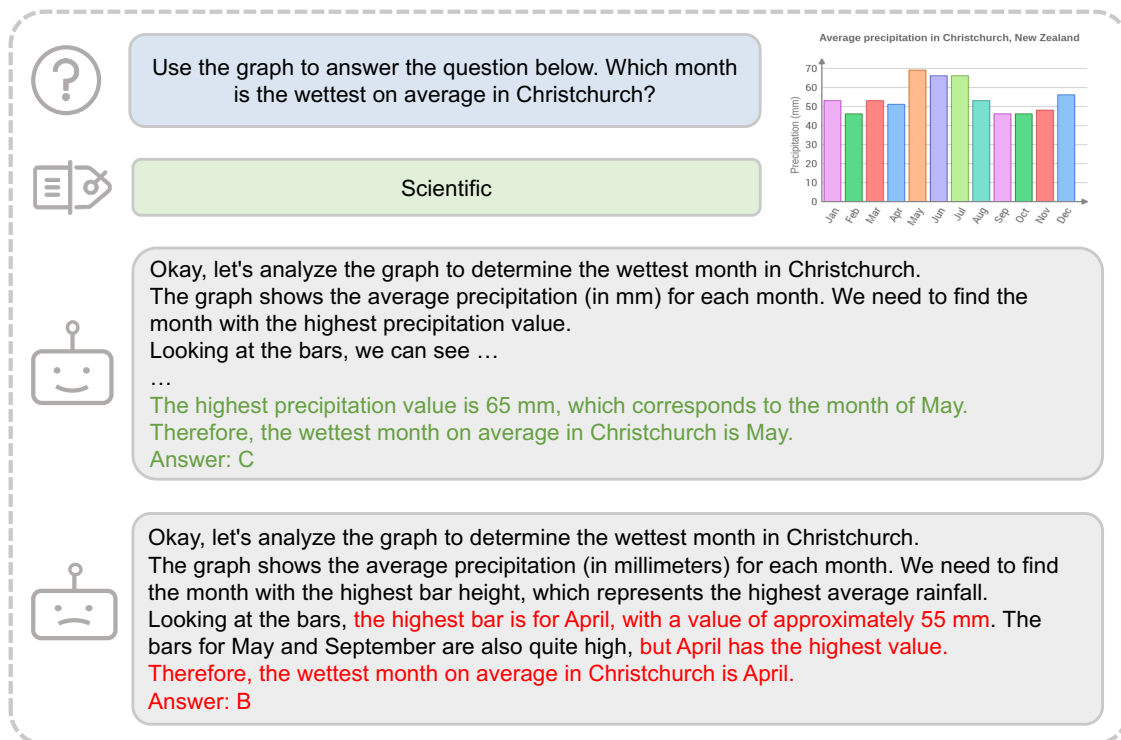 ?
Use the graph to answer the question below. Which month
is the wettest on average in Christchurch?
Average precipitation in Christchurch, New Zealand
Precipitation (mm)
70
60
50
40
30
20
10
0
Jan
Feb
Mar
Apr
May
Jun
Jul
Aug
Sep
Oct
Nov
Dec
Scientific
Okay, let's analyze the graph to determine the wettest month in Christchurch.
The graph shows the average precipitation (in mm) for each month. We need to find the
month with the highest precipitation value.
Looking at the bars, we can see …
…
The highest precipitation value is 65 mm, which corresponds to the month of May.
Therefore, the wettest month on average in Christchurch is May.
Answer: C
Okay, let's analyze the graph to determine the wettest month in Christchurch.
The graph shows the average precipitation (in millimeters) for each month. We need to find
the month with the highest bar height, which represents the highest average rainfall.
Looking at the bars, the highest bar is for April, with a value of approximately 55 mm. The
bars for May and September are also quite high, but April has the highest value.
Therefore, the wettest month on average in Christchurch is April.
Answer: B